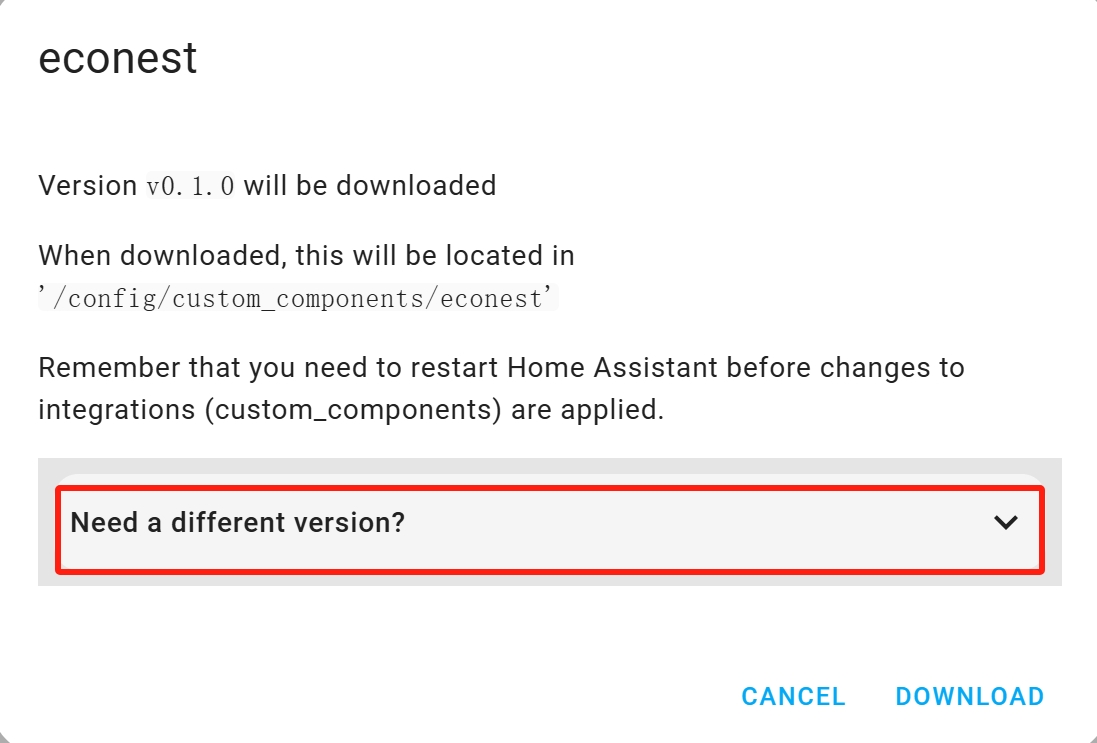 econest
Version v0.1.0 will be downloaded
When downloaded, this will be located in
'/config/custom_components/econest'
Remember that you need to restart Home Assistant before changes to
integrations (custom_components) are applied.
Need a different version?
CANCEL DOWNLOAD